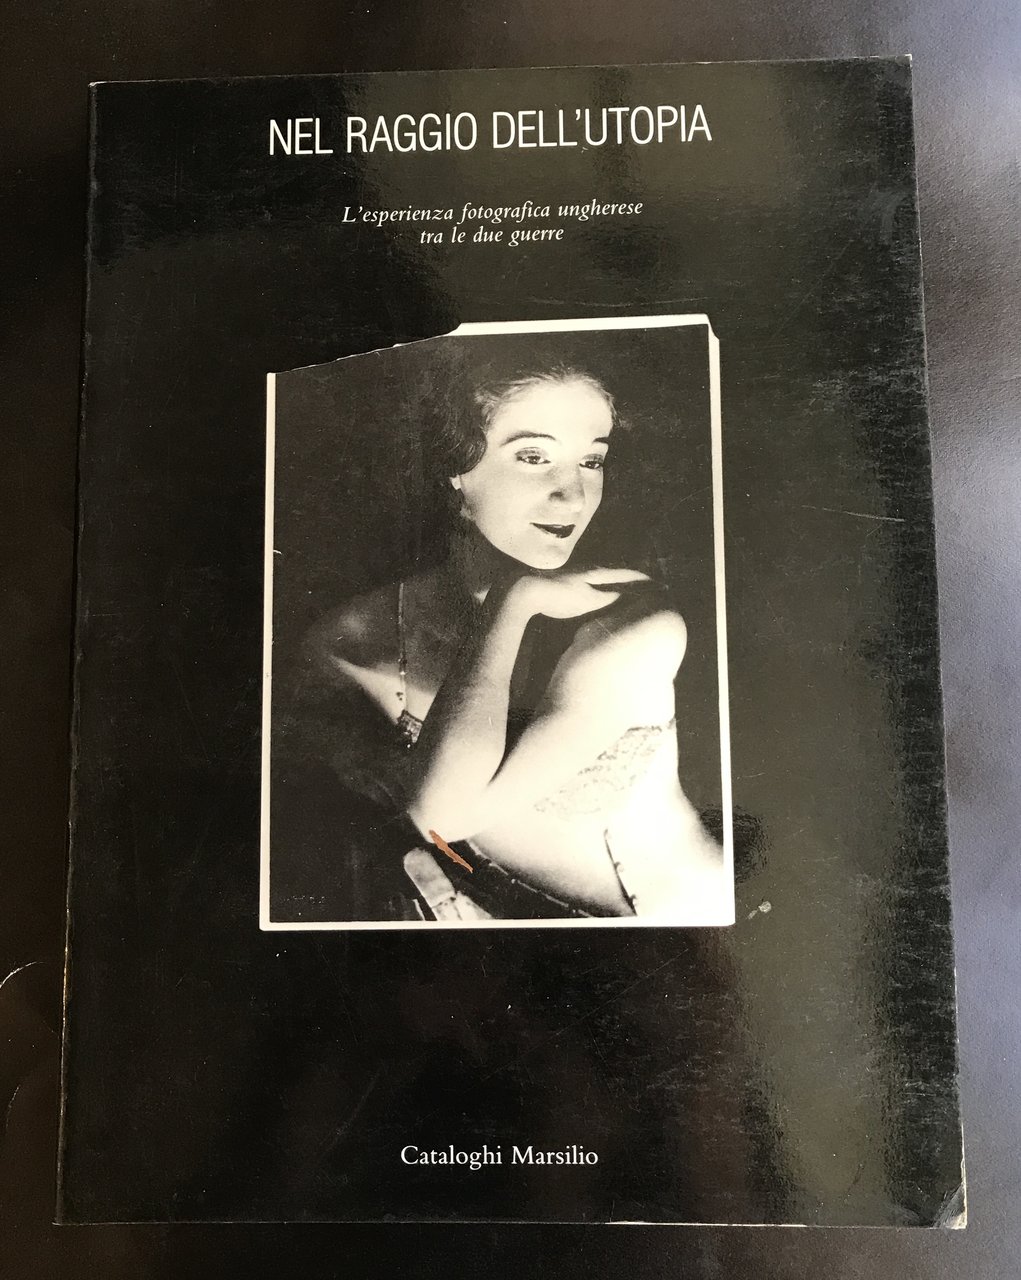 NEL RAGGIO DELL'UTOPIA
L'esperienza fotografica ungherese
tra le due guerre
Cataloghi Marsilio